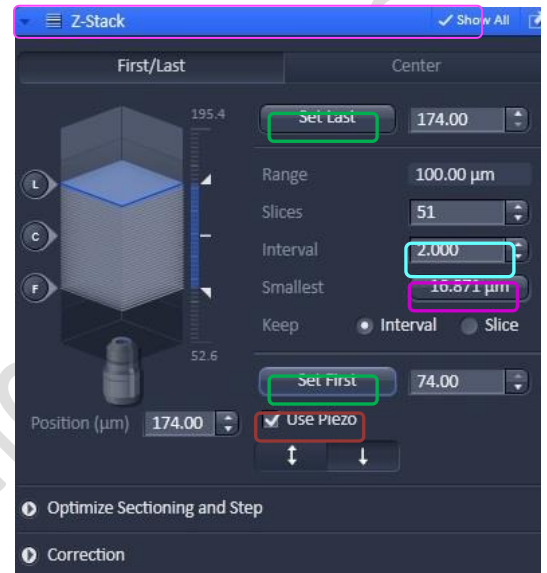 Z-Stack
Show All
First/Last
Center
195.4
Set Last
174.00
L
Range
100.00 µm
Slices
51
C
Interval
2.000
F
Smallest
16.871 µm
Keep
Interval
Slice
52.6
Set First
74.00
Position (µm)
174.00
Use Piezo
Optimize Sectioning and Step
Correction